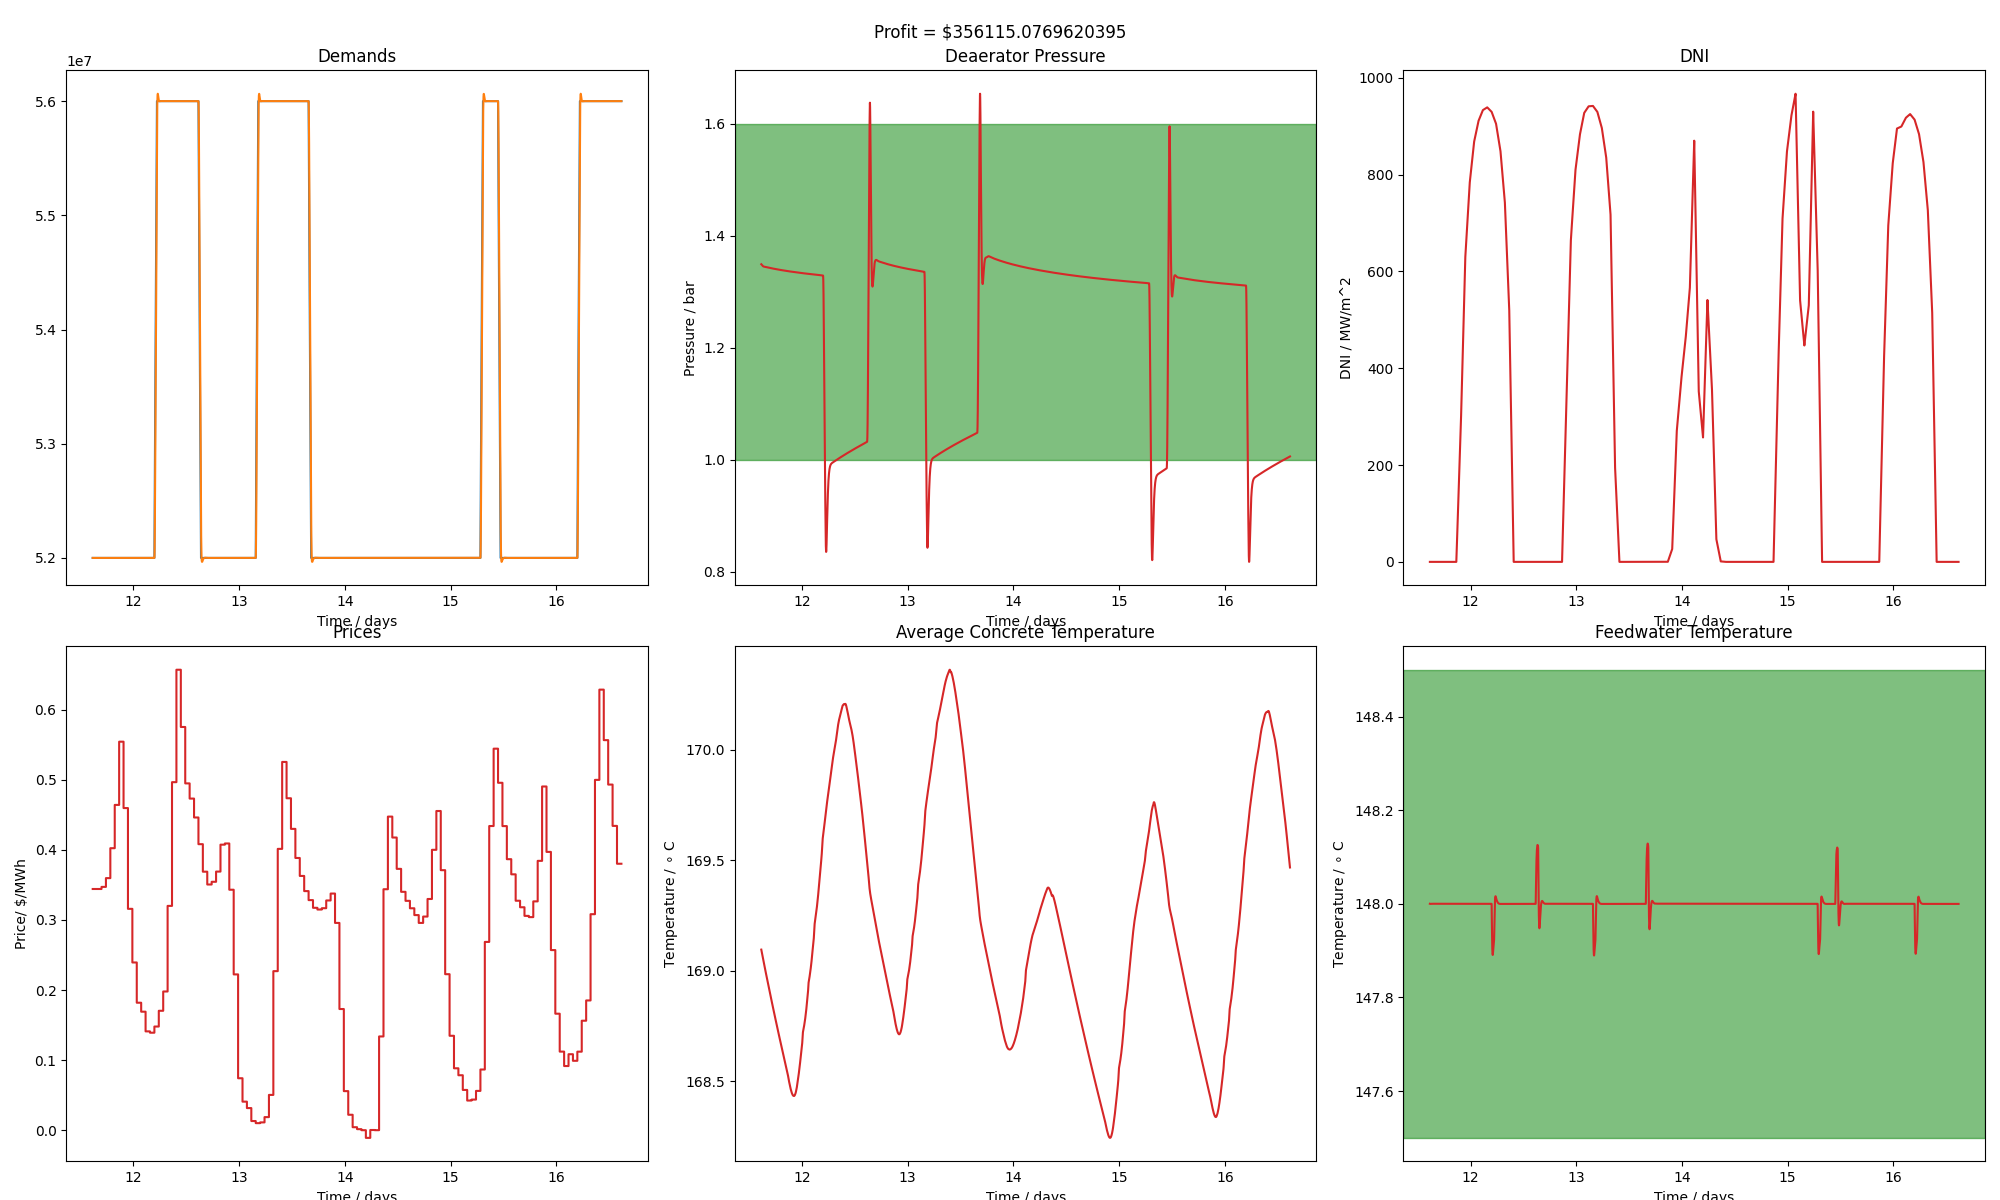 Profit = $356115.0769620395
Demands
1e7
5.6
5.5
5.4
5.3
5.2
12 13 14 15 16
Time / days
Deaerator Pressure
Pressure / bar
1.6
1.4
1.2
1.0
0.8
12 13 14 15 16
Time / days
DNI
DNI / MW/m^2
1000
800
600
400
200
0
12 13 14 15 16
Time / days
Prices
Price/ $/MWh
0.6
0.5
0.4
0.3
0.2
0.1
0.0
12 13 14 15 16
Time / days
Average Concrete Temperature
Temperature / ∘ C
170.0
169.5
169.0
168.5
12 13 14 15 16
Time / days
Feedwater Temperature
Temperature / ∘ C
148.4
148.2
148.0
147.8
147.6
12 13 14 15 16
Time / days